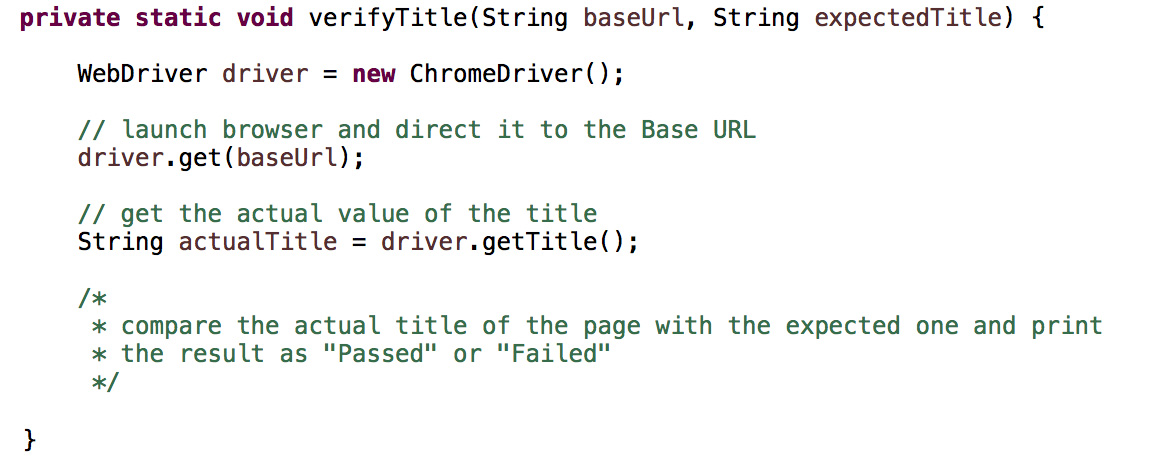 private static void verifyTitle(String baseUrl, String expectedTitle) {
WebDriver driver = new ChromeDriver();
// launch browser and direct it to the Base URL
driver.get(baseUrl);
// get the actual value of the title
String actualTitle = driver.getTitle();
/*
* compare the actual title of the page with the expected one and print
* the result as "Passed" or "Failed"
*/
}